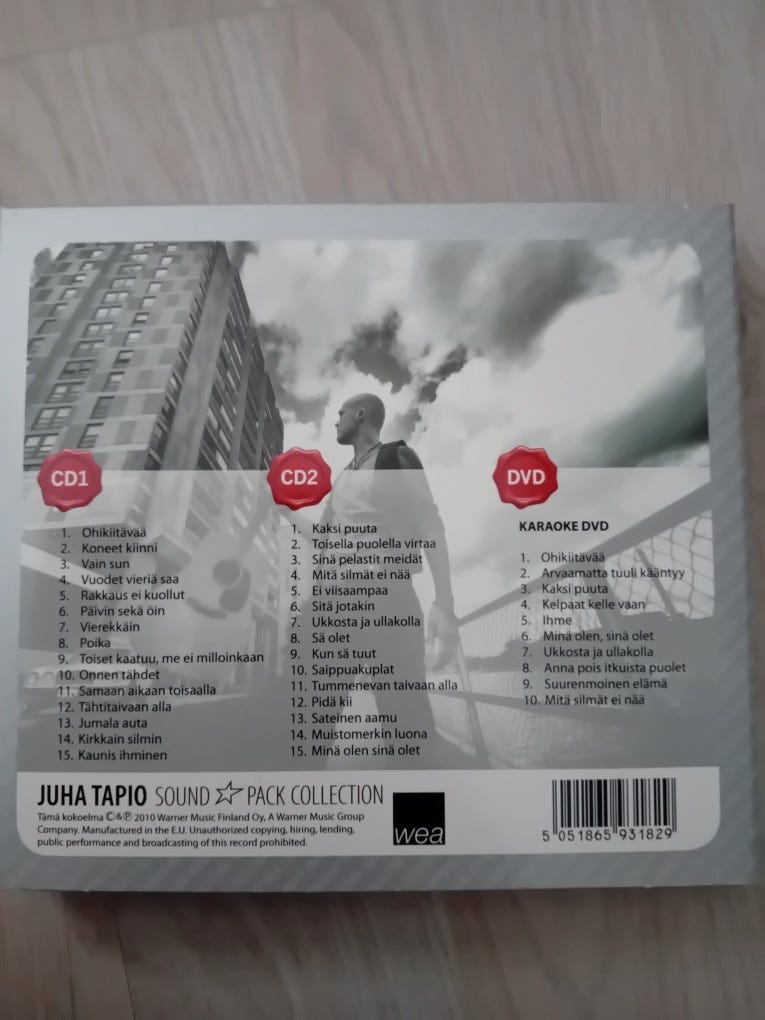 CD1
1. Ohikiitävää
2. Koneet kiinni
3. Vain sun
4. Vuodet vieriä saa
5. Rakkaus ei kuollut
6. Päivin sekä öin
7. Vierekkäin
8. Poika
9. Toiset kaatuu, me ei milloinkaan
10. Onnen tähdet
11. Samaan aikaan toisaalla
12. Tähtitaivaan alla
13. Jumala auta
14. Kirkkain silmin
15. Kaunis ihminen
CD2
1. Kaksi puuta
2. Toisella puolella virtaa
3. Sinä pelastit meidät
4. Mitä silmät ei nää
5. Ei viisaampaa
6. Sitä jotakin
7. Ukkosta ja ullakolla
8. Sä olet
9. Kun sä tuut
10. Saippuakuplat
11. Tummenevan taivaan alla
12. Pidä kii
13. Sateinen aamu
14. Muistomerkin luona
15. Minä olen sinä olet
DVD
KARAOKE DVD
1. Ohikiitävää
2. Arvaamatta tuuli kääntyy
3. Kaksi puuta
4. Kelpaat kelle vaan
5. Ihme
6. Minä olen, sinä olet
7. Ukkosta ja ullakolla
8. Anna pois itkuista puolet
9. Suurenmoinen elämä
10. Mitä silmät ei nää
JUHA TAPIO SOUND PACK COLLECTION
Tämä kokoelma ©&℗ 2010 Warner Music Finland Oy, A Warner Music Group
Company. Manufactured in the E.U. Unauthorized copying, hiring, lending,
public performance and broadcasting of this record prohibited.
wea
5 051865 931829